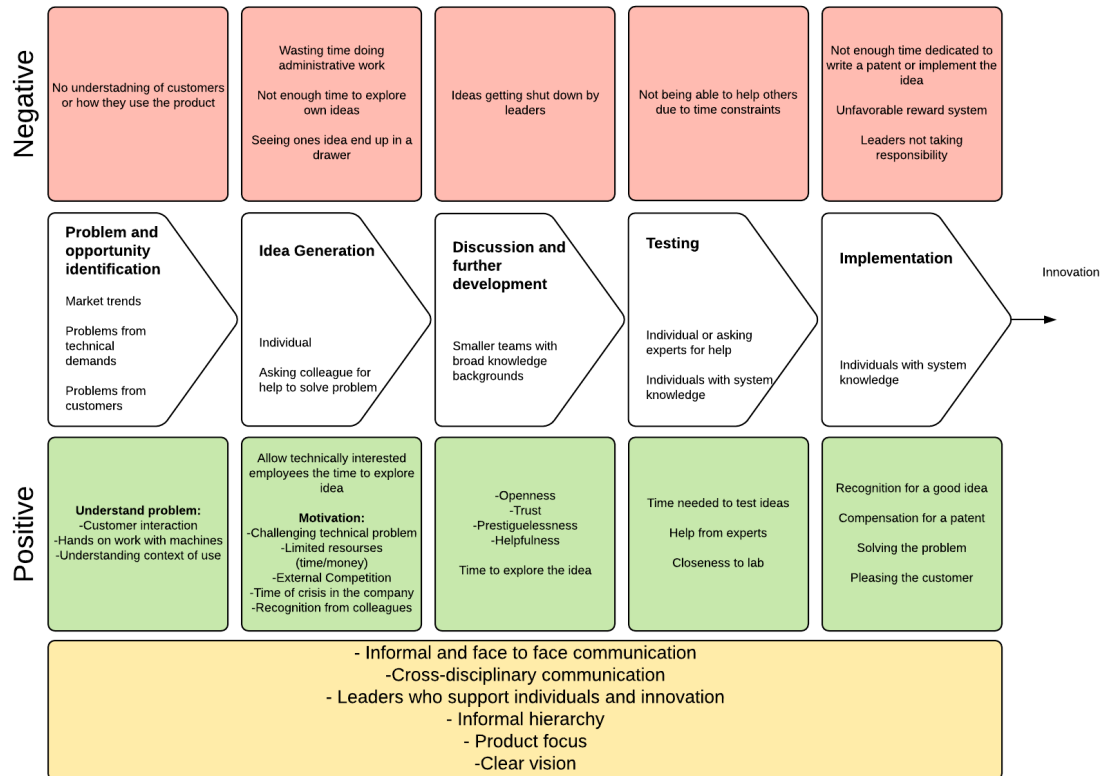 Negative
No understadning of customers
or how they use the product
Wasting time doing
administrative work
Not enough time to explore
own ideas
Seeing ones idea end up in a
drawer
Ideas getting shut down by
leaders
Not being able to help others
due to time constraints
Not enough time dedicated to
write a patent or implement the
idea
Unfavorable reward system
Leaders not taking
responsibility
Problem and
opportunity
identification
Market trends
Problems from
technical
demands
Problems from
customers
Idea Generation
Individual
Asking colleague for
help to solve problem
Discussion and
further
development
Smaller teams with
broad knowledge
backgrounds
Testing
Individual or asking
experts for help
Individuals with system
knowledge
Implementation
Individuals with system
knowledge
Innovation
Positive
Understand problem:
-Customer interaction
-Hands on work with machines
-Understanding context of use
Allow technically interested
employees the time to explore
idea
Motivation:
-Challenging technical problem
-Limited resourses
(time/money)
-External Competition
-Time of crisis in the company
-Recognition from colleagues
-Openness
-Trust
-Prestiguelessness
-Helpfulness
Time to explore the idea
Time needed to test ideas
Help from experts
Closeness to lab
Recognition for a good idea
Compensation for a patent
Solving the problem
Pleasing the customer
- Informal and face to face communication
-Cross-disciplinary communication
- Leaders who support individuals and innovation
- Informal hierarchy
- Product focus
-Clear vision